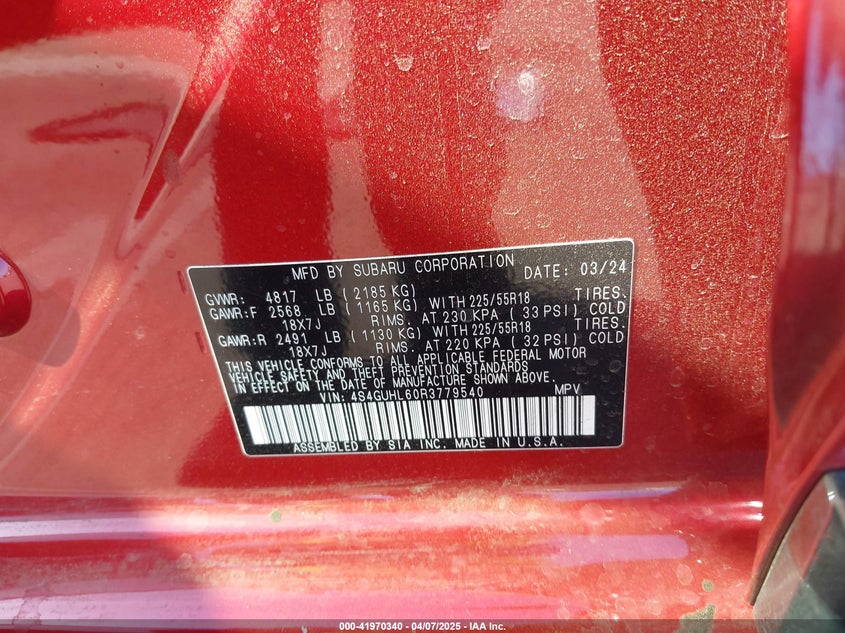 MFD BY SUBARU CORPORATION DATE: 03/24
GVWR: 4817 LB ( 2185 KG)
GAWR:F 2568 LB ( 1165 KG) WITH 225/55R18 TIRES.
18X7J RIMS. AT 230 KPA ( 33 PSI) COLD
GAWR:R 2491 LB ( 1130 KG) WITH 225/55R18 TIRES.
18X7J RIMS. AT 220 KPA ( 32 PSI) COLD
THIS VEHICLE CONFORMS TO ALL APPLICABLE FEDERAL MOTOR
VEHICLE SAFETY AND THEFT PREVENTION STANDARDS
IN EFFECT ON THE DATE OF MANUFACTURE SHOWN ABOVE.
VIN: 4S4GUHL60R3779540 MPV
ASSEMBLED BY SIA INC. MADE IN U.S.A.
000-41970340 - 04/07/2025 - IAA Inc.